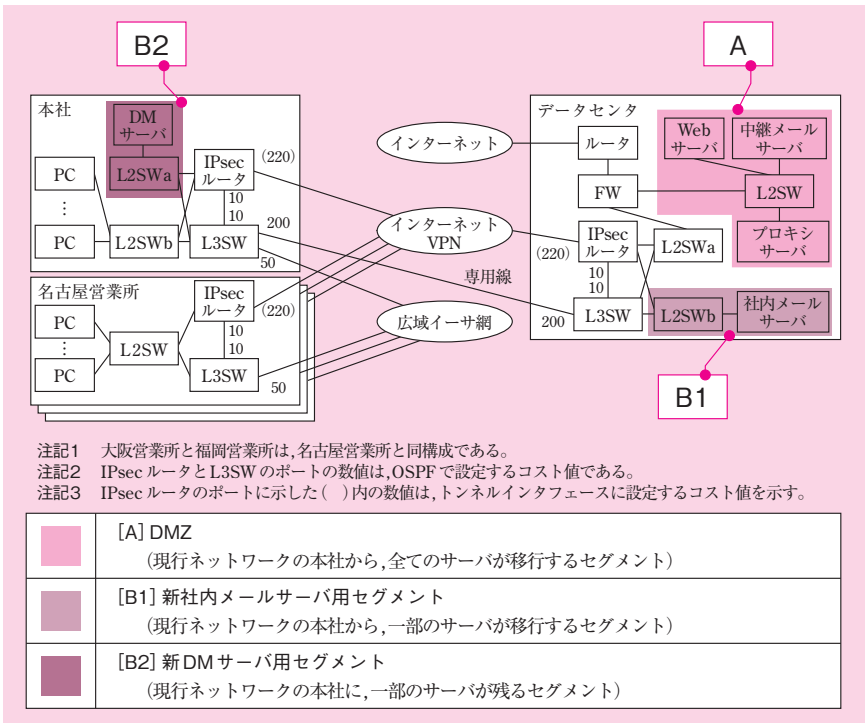 B2
A
本社
DM
サーバ
L2SWa
IPsec
ルータ
(220)
PC
⋮
PC
L2SWb
L3SW
10
10
200
50
名古屋営業所
PC
⋮
PC
L2SW
IPsec
ルータ
(220)
10
10
L3SW
50
インターネット
インターネット
VPN
専用線
広域イーサ網
データセンタ
ルータ
Web
サーバ
中継メール
サーバ
FW
L2SW
プロキシ
サーバ
IPsec
ルータ
(220)
L2SWa
10
10
200
L3SW
L2SWb
社内メール
サーバ
B1
注記1 大阪営業所と福岡営業所は,名古屋営業所と同構成である。
注記2 IPsec ルータとL3SW のポートの数値は,OSPF で設定するコスト値である。
注記3 IPsec ルータのポートに示した( )内の数値は,トンネルインタフェースに設定するコスト値を示す。
[A] DMZ
(現行ネットワークの本社から,全てのサーバが移行するセグメント)
[B1] 新社内メールサーバ用セグメント
(現行ネットワークの本社から,一部のサーバが移行するセグメント)
[B2] 新DMサーバ用セグメント
(現行ネットワークの本社に,一部のサーバが残るセグメント)